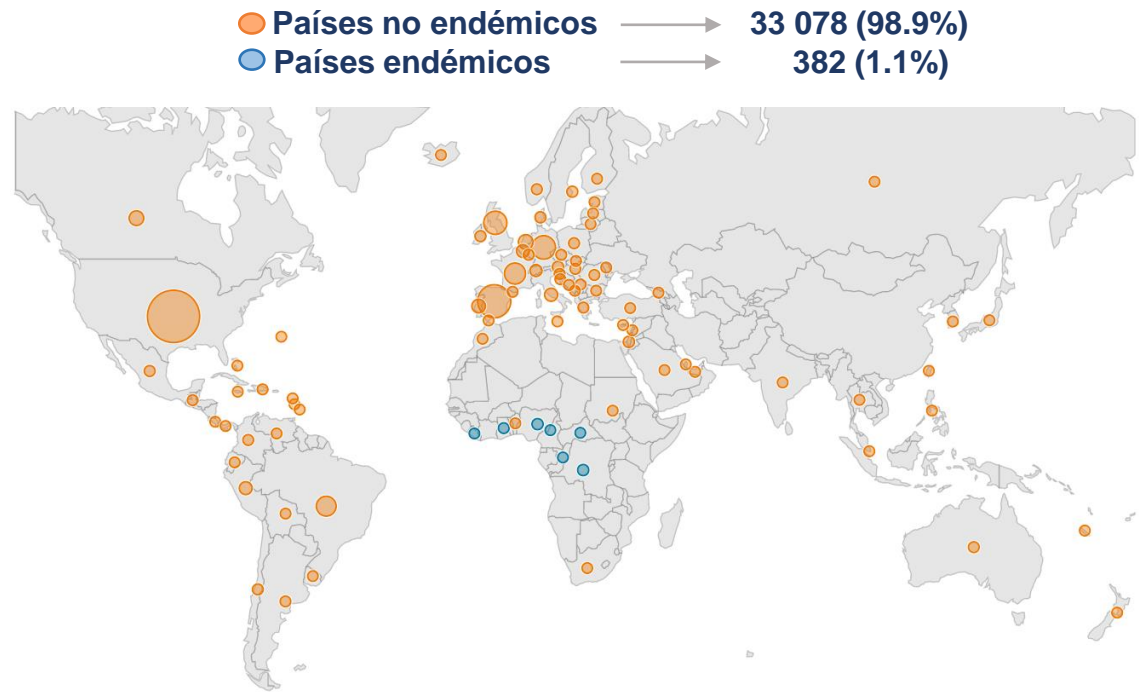 Países no endémicos 33 078 (98.9%)
Países endémicos 382 (1.1%)